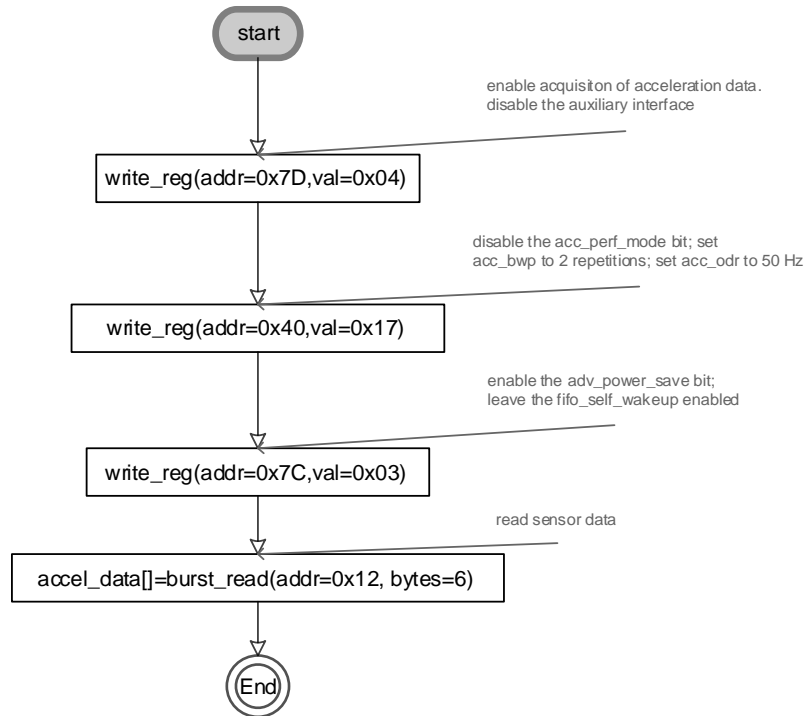 start
enable acquisiton of acceleration data.
disable the auxiliary interface
write_reg(addr=0x7D,val=0x04)
disable the acc_perf_mode bit; set
acc_bwp to 2 repetitions; set acc_odr to 50 Hz
write_reg(addr=0x40,val=0x17)
enable the adv_power_save bit;
leave the fifo_self_wakeup enabled
write_reg(addr=0x7C,val=0x03)
read sensor data
accel_data[]=burst_read(addr=0x12, bytes=6)
End